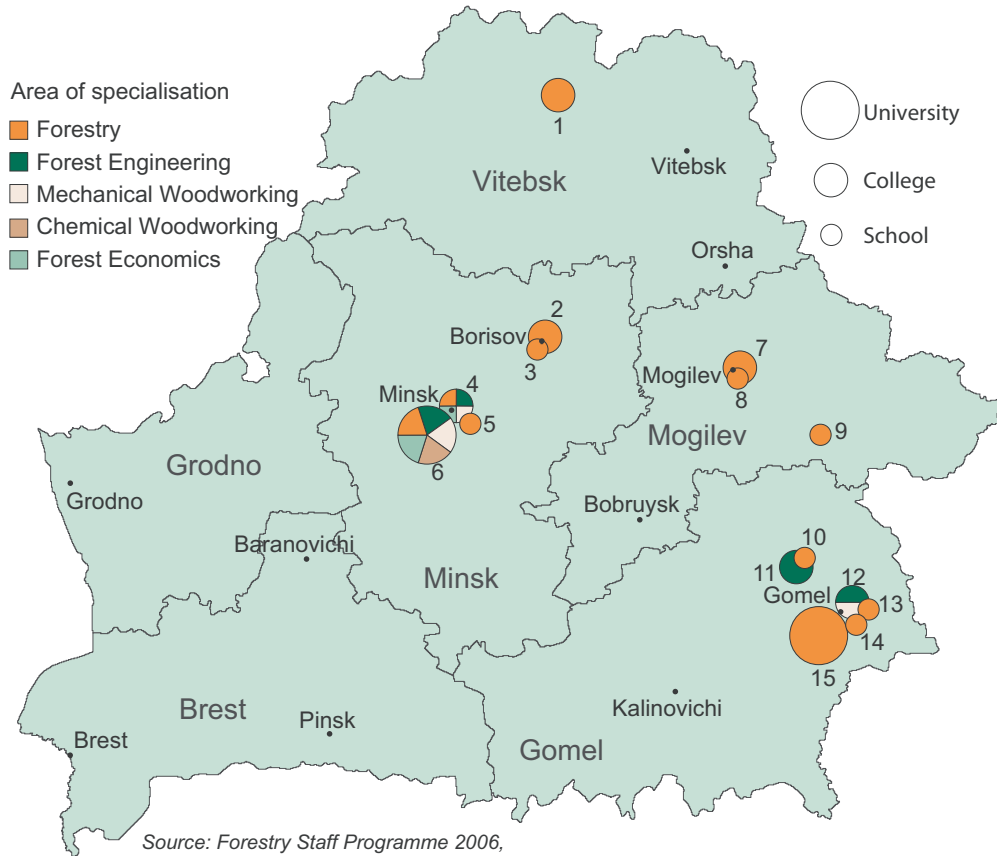 Area of specialisation
Forestry
Forest Engineering
Mechanical Woodworking
Chemical Woodworking
Forest Economics
University
College
School
1
Vitebsk
Vitebsk
Orsha
2
Borisov
3
4
Minsk
5
6
7
Mogilev
8
9
Mogilev
Grodno
Grodno
Bobruysk
Baranovichi
Minsk
10
11
12
Gomel
13
14
15
Brest
Pinsk
Brest
Kalinovichi
Gomel
Source: Forestry Staff Programme 2006,